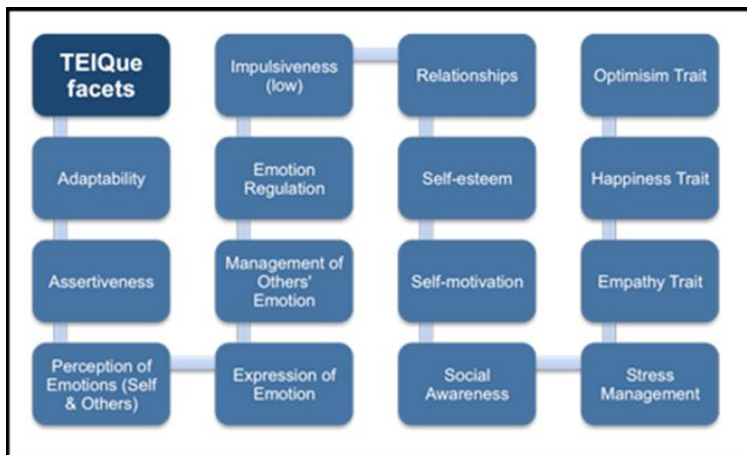 TEIQue
facets
Adaptability
Assertiveness
Perception of
Emotions (Self
& Others)
Expression of
Emotion
Management of
Others'
Emotion
Emotion
Regulation
Impulsiveness
(low)
Relationships
Self-esteem
Self-motivation
Social
Awareness
Stress
Management
Empathy Trait
Happiness Trait
Optimisim Trait